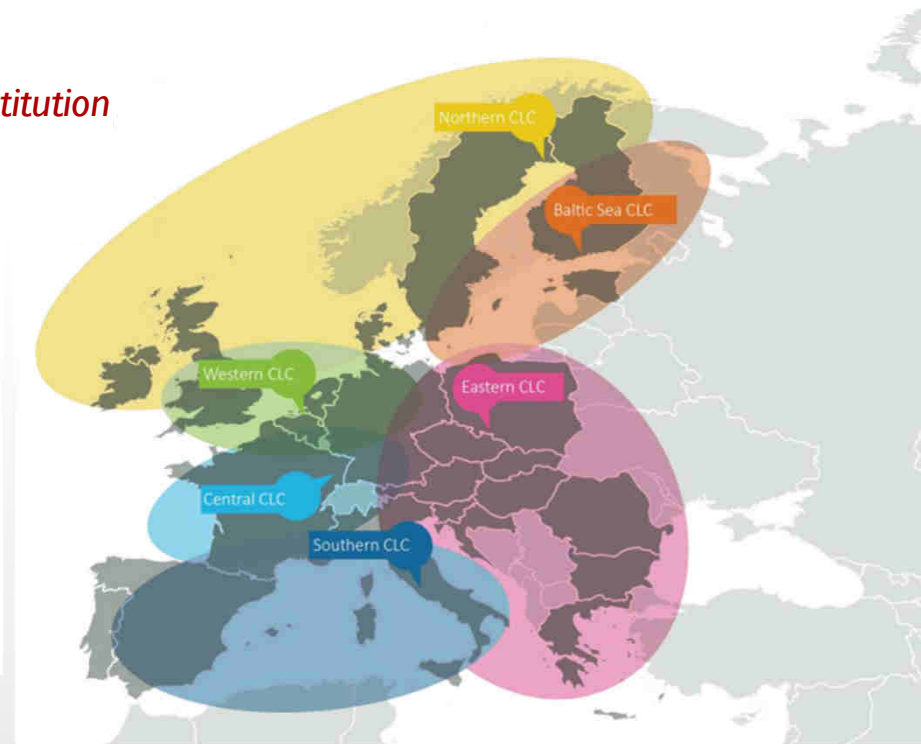 titution
Northern CLC
Baltic Sea CLC
Western CLC
Eastern CLC
Central CLC
Southern CLC